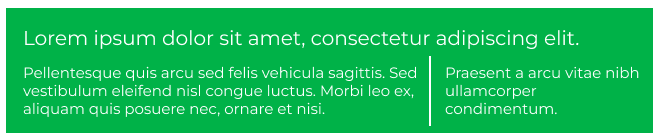 Lorem ipsum dolor sit amet, consectetur adipiscing elit.
Pellentesque quis arcu sed felis vehicula sagittis. Sed
vestibulum eleifend nisl congue luctus. Morbi leo ex,
aliquam quis posuere nec, ornare et nisi.
Praesent a arcu vitae nibh
ullamcorper
condimentum.